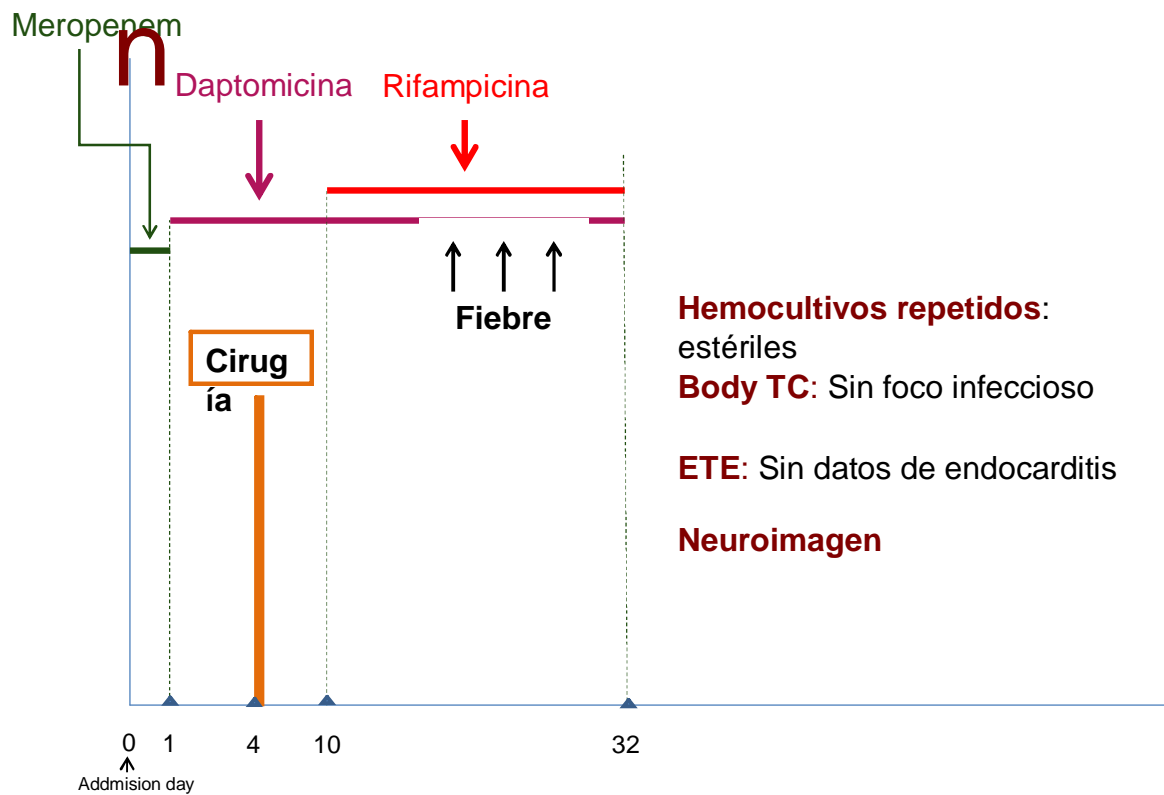 Meropenem
n
Daptomicina
Rifampicina
Fiebre
Cirug
ía
Hemocultivos repetidos:
estériles
Body TC: Sin foco infeccioso
ETE: Sin datos de endocarditis
Neuroimagen
0 1 4 10 32
Addmision day